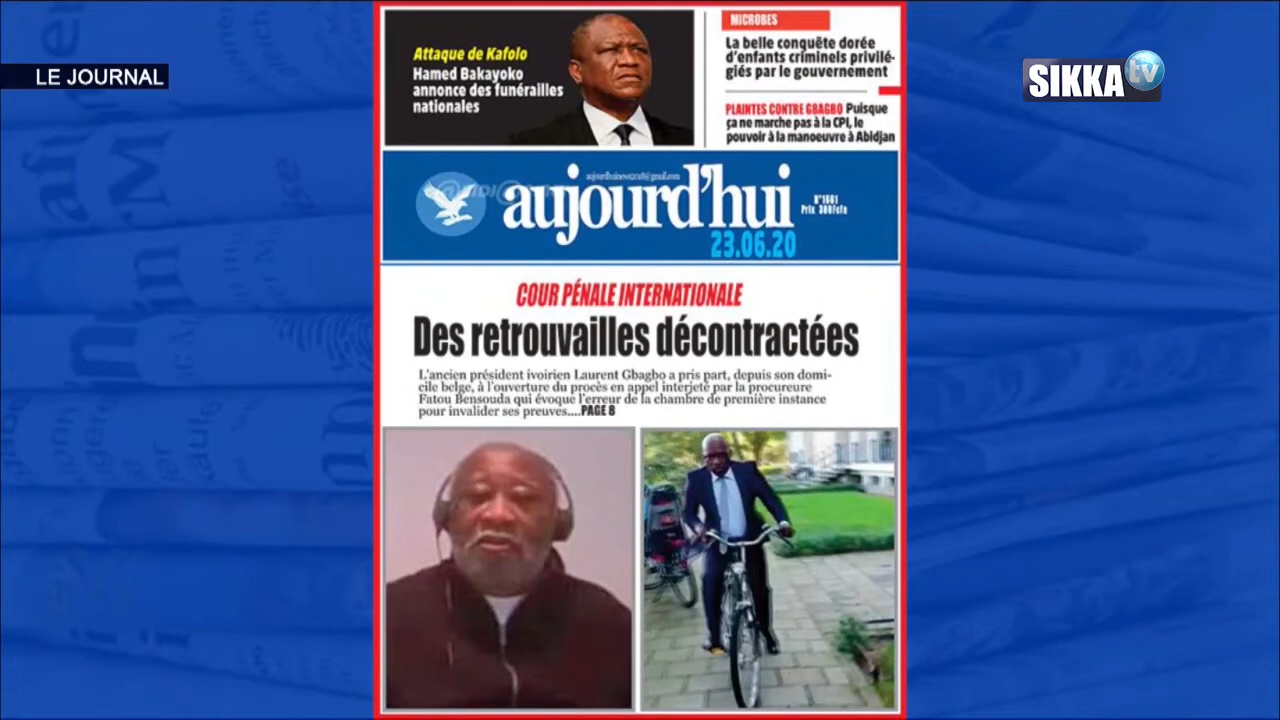 LE JOURNAL
SIKKA tv
Attaque de Kafolo
Hamed Bakayoko
annonce des funérailles
nationales
MICROBES
La belle conquête dorée
d'enfants criminels privilé-
giés par le gouvernement
PLAINTES CONTRE GBAGBO Puisque
ça ne marche pas à la CPI, le
pouvoir à la manoeuvre à Abidjan
aujourd'hui
N°1601
Prix 300Fcfa
23.06.20
COUR PÉNALE INTERNATIONALE
Des retrouvailles décontractées
L'ancien président ivoirien Laurent Gbagbo a pris part, depuis son domi-
cile belge, à l'ouverture du procès en appel interjeté par la procureure
Fatou Bensouda qui évoque l'erreur de la chambre de première instance
pour invalider ses preuves....PAGE 8